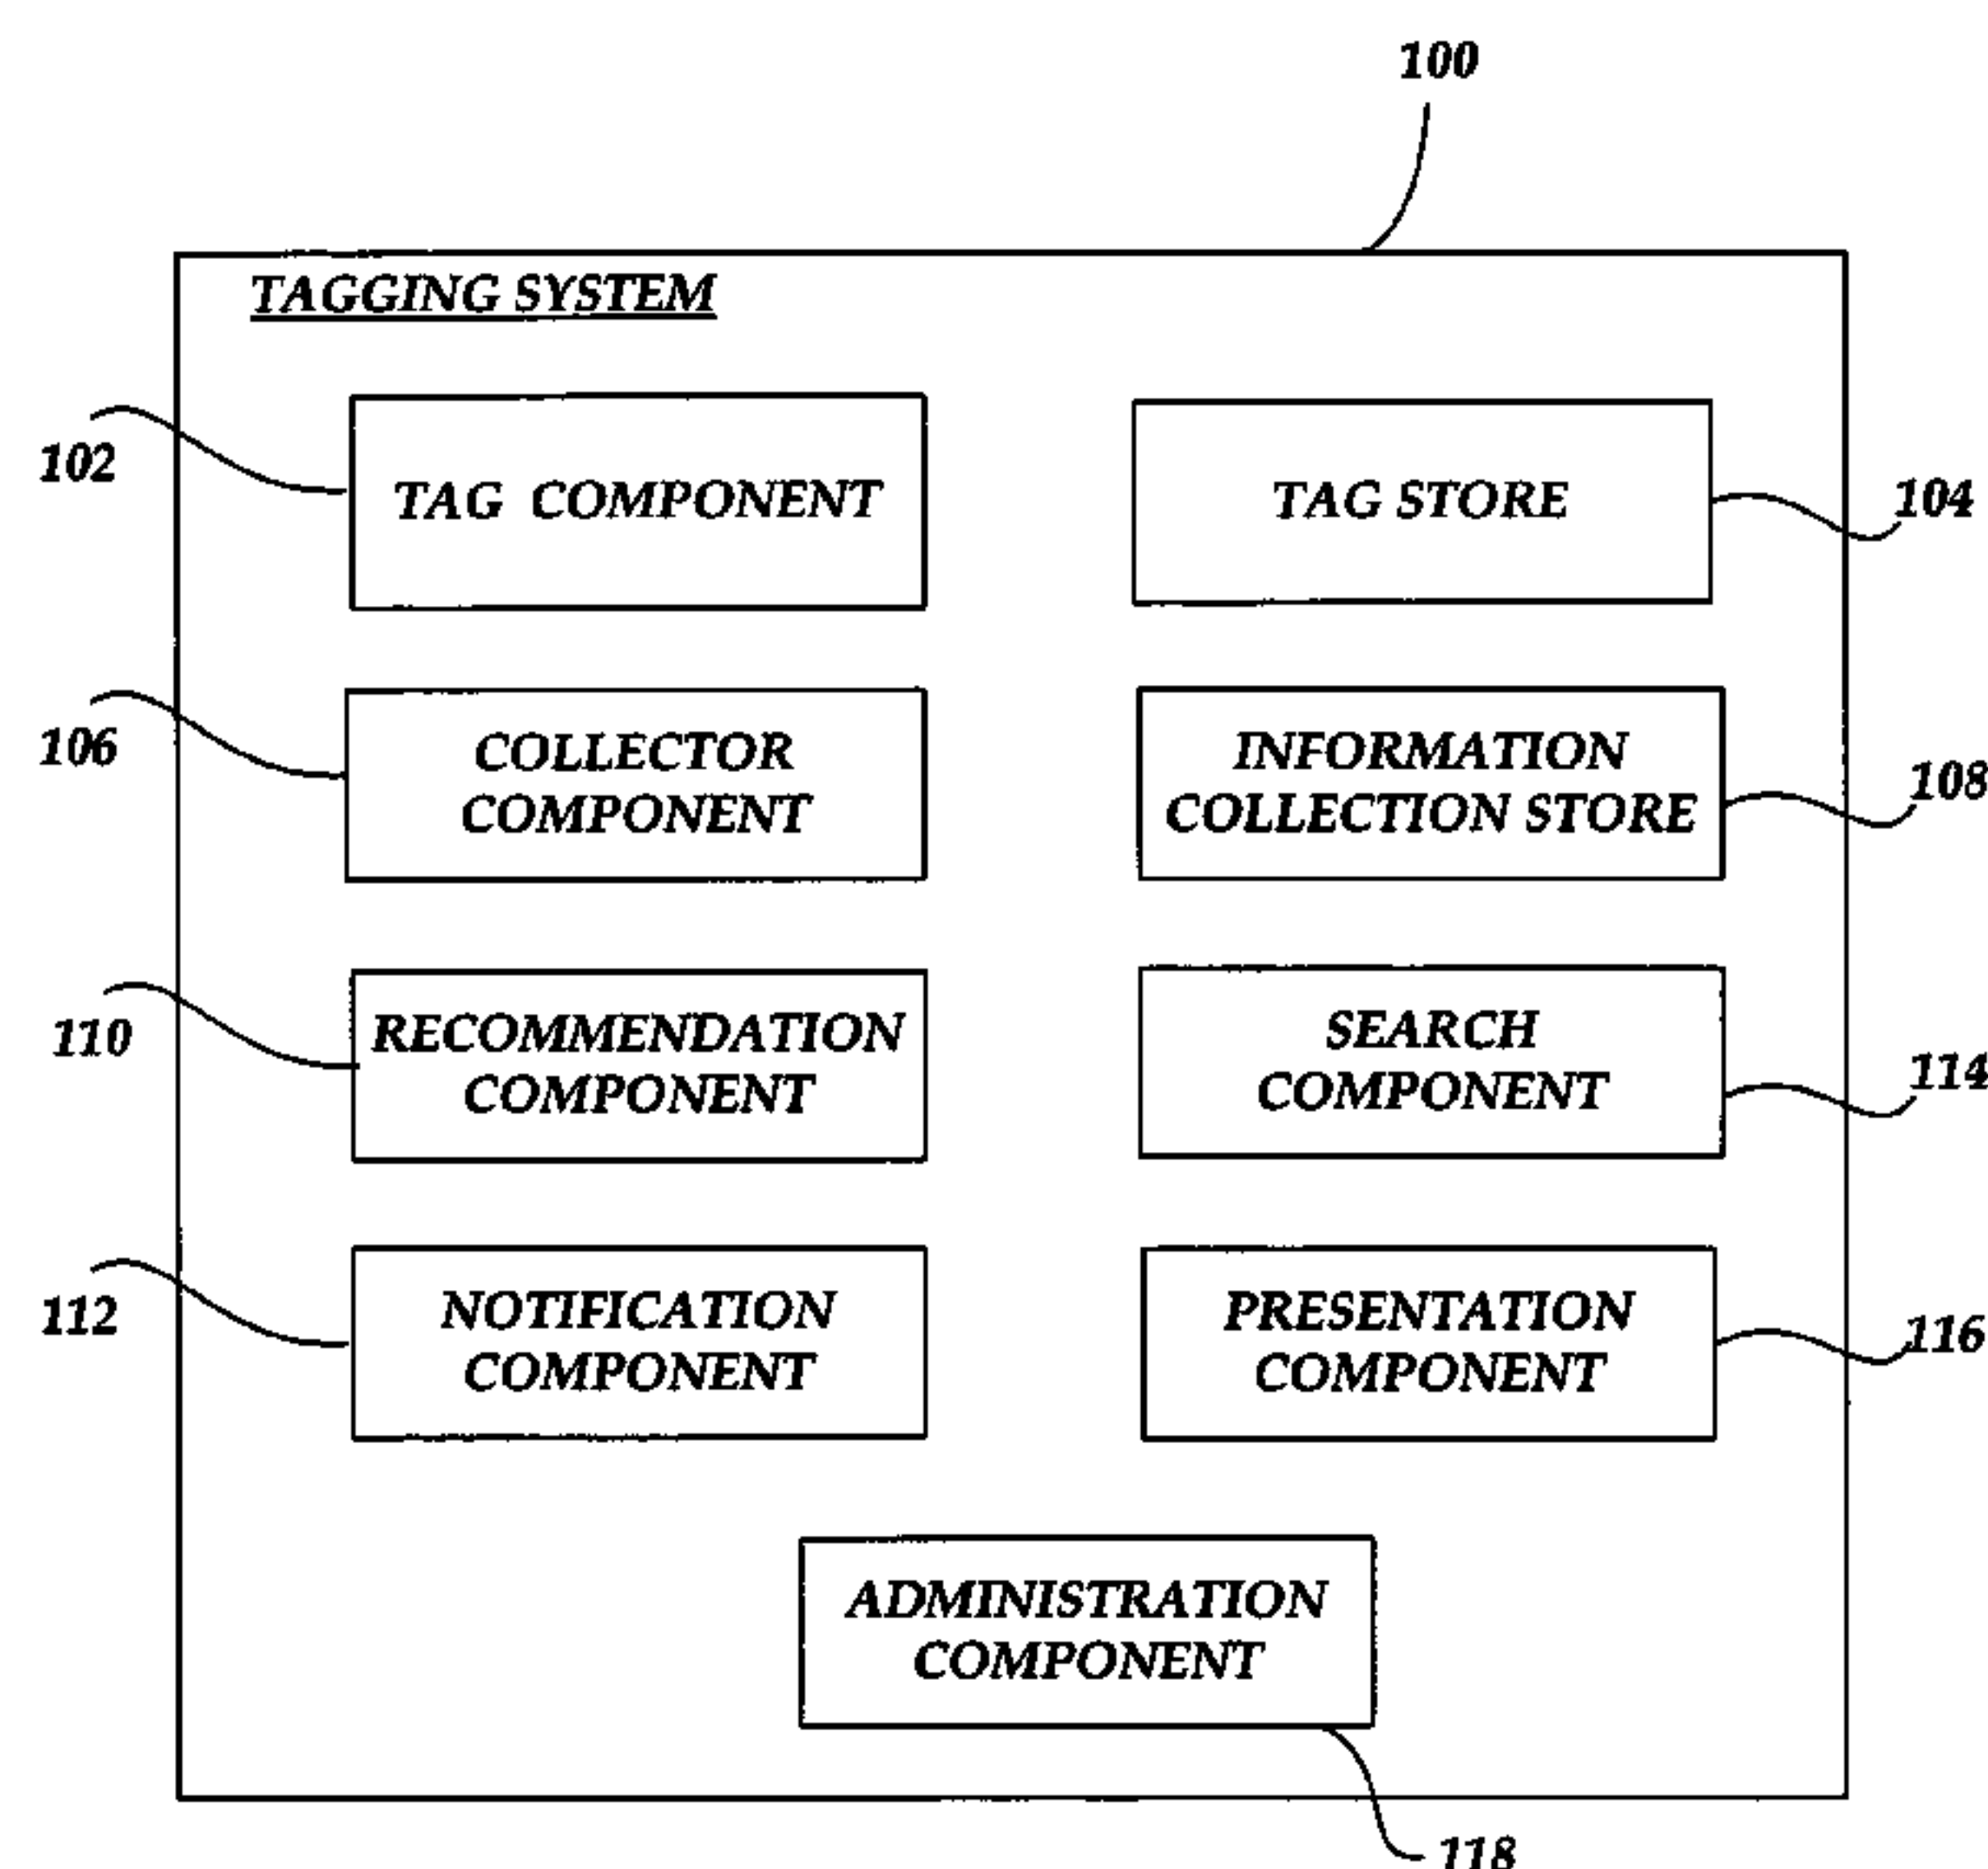 100
TAGGING SYSTEM
102
TAG COMPONENT
TAG STORE
104
106
COLLECTOR
COMPONENT
INFORMATION
COLLECTION STORE
108
110
RECOMMENDATION
COMPONENT
SEARCH
COMPONENT
114
112
NOTIFICATION
COMPONENT
PRESENTATION
COMPONENT
116
ADMINISTRATION
COMPONENT
118